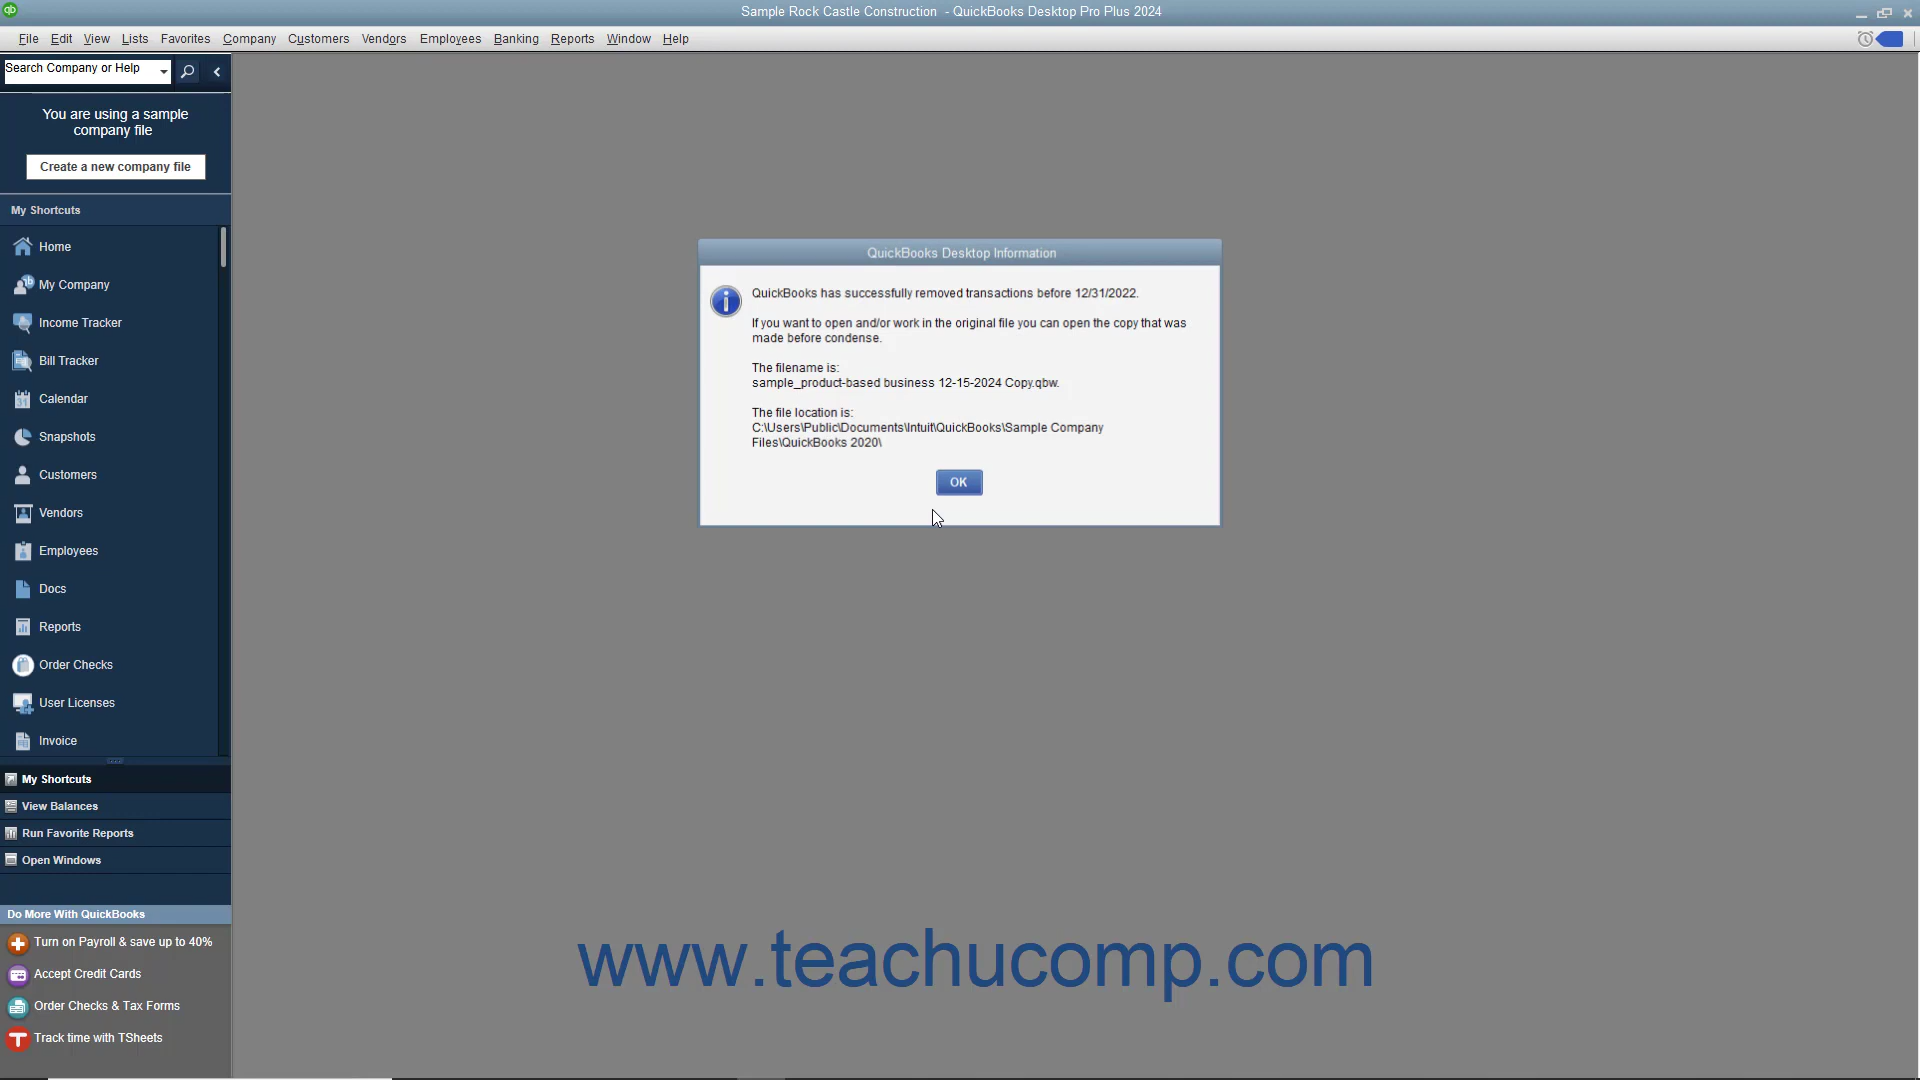 qb
Sample Rock Castle Construction - QuickBooks Desktop Pro Plus 2024
File Edit View Lists Favorites Company Customers Vendors Employees Banking Reports Window Help
Search Company or Help
You are using a sample
company file
Create a new company file
My Shortcuts
Home
My Company
Income Tracker
Bill Tracker
Calendar
Snapshots
Customers
Vendors
Employees
Docs
Reports
Order Checks
User Licenses
Invoice
My Shortcuts
View Balances
Run Favorite Reports
Open Windows
Do More With QuickBooks
Turn on Payroll & save up to 40%
Accept Credit Cards
Order Checks & Tax Forms
Track time with TSheets
QuickBooks Desktop Information
QuickBooks has successfully removed transactions before 12/31/2022.
If you want to open and/or work in the original file you can open the copy that was
made before condense.
The filename is:
sample_product-based business 12-15-2024 Copy.qbw.
The file location is:
C:\Users\Public\Documents\Intuit\QuickBooks\Sample Company
Files\QuickBooks 2020\
OK
www.teachucomp.com